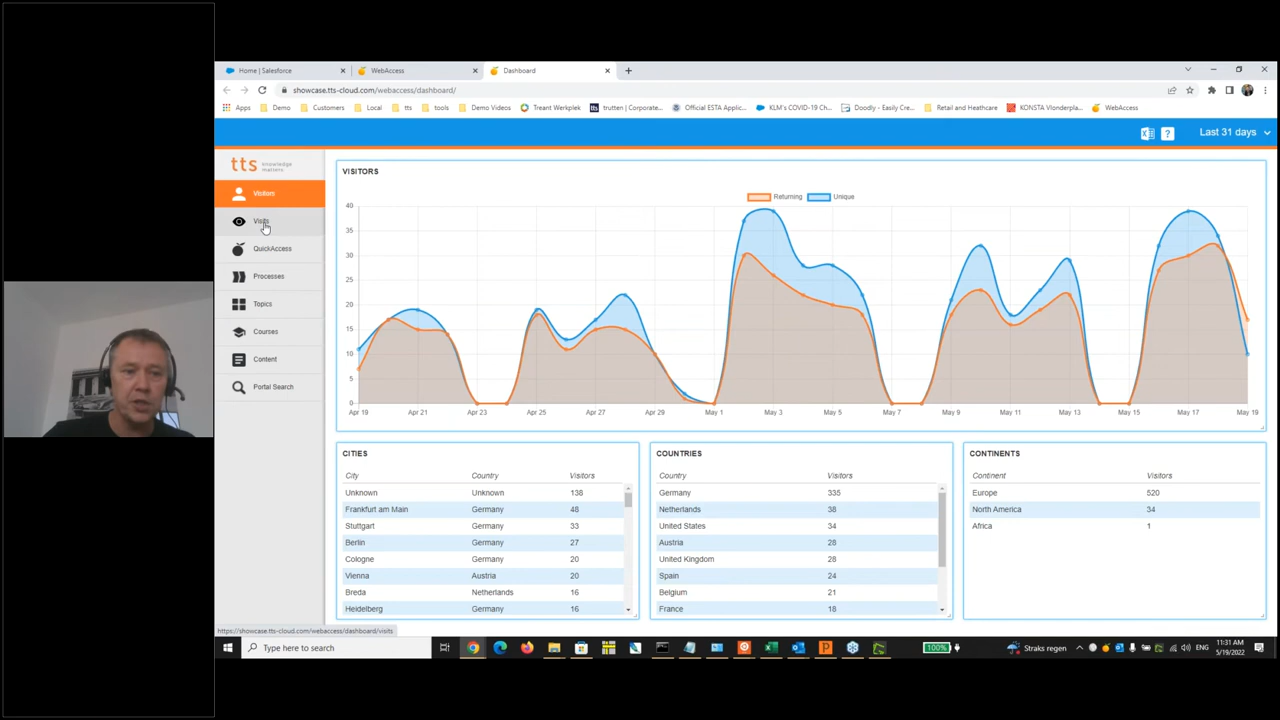 Home | Salesforce
WebAccess
Dashboard
showcase.tts-cloud.com/webaccess/dashboard/
Apps
Demo
Customers
Local
tts
tools
Demo Videos
Treant Werkplek
trutten | Corporate...
Official ESTA Applic...
KLM's COVID-19 Ch...
Doodly - Easily Cre...
Retail and Heathcare
KONSTA Vlonderpla...
WebAccess
Last 31 days
tts knowledge matters
Visitors
Visits
QuickAccess
Processes
Topics
Courses
Content
Portal Search
VISITORS
Returning Unique
40
35
30
25
20
15
10
5
0
Apr 19 Apr 21 Apr 23 Apr 25 Apr 27 Apr 29 May 1 May 3 May 5 May 7 May 9 May 11 May 13 May 15 May 17 May 19
CITIES
City Country Visitors
Unknown Unknown 138
Frankfurt am Main Germany 48
Stuttgart Germany 33
Berlin Germany 27
Cologne Germany 20
Vienna Austria 20
Breda Netherlands 16
Heidelberg Germany 16
COUNTRIES
Country Visitors
Germany 335
Netherlands 38
United States 34
Austria 28
United Kingdom 28
Spain 24
Belgium 21
France 18
CONTINENTS
Continent Visitors
Europe 520
North America 34
Africa 1
https://showcase.tts-cloud.com/webaccess/dashboard/visits
Type here to search
100%
Straks regen
ENG
11:31 AM
5/19/2022